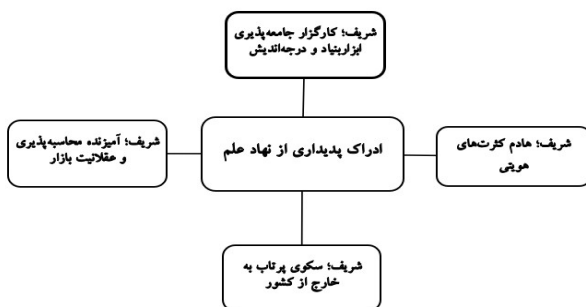 شریف؛ کارگزار جامعه‌پذیری
ابزاربنیاد و درجه‌اندیش
شریف؛ آمیزنده محاسبه‌پذیری
و عقلانیت بازار
ادراک پدیداری از نهاد علم
شریف؛ هادم کثرت‌های
هویتی
شریف؛ سکوی پرتاب به
خارج از کشور